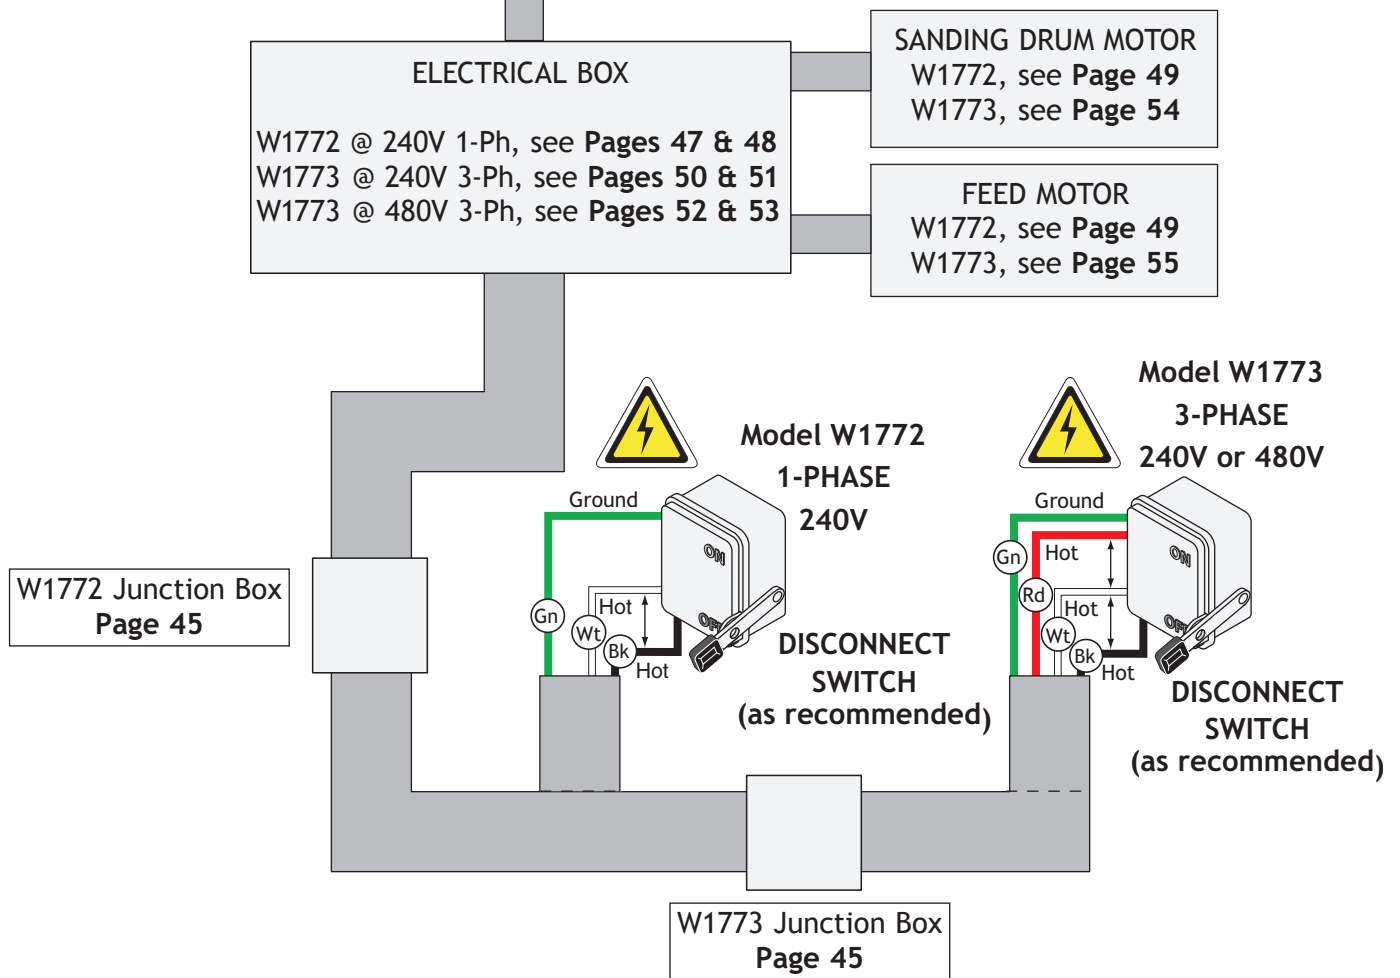 ELECTRICAL BOX
W1772 @ 240V 1-Ph, see Pages 47 & 48
W1773 @ 240V 3-Ph, see Pages 50 & 51
W1773 @ 480V 3-Ph, see Pages 52 & 53
SANDING DRUM MOTOR
W1772, see Page 49
W1773, see Page 54
FEED MOTOR
W1772, see Page 49
W1773, see Page 55
Model W1772
1-PHASE
240V
Ground
ON
OFF
Gn
Hot
Wt
Bk
Hot
DISCONNECT
SWITCH
(as recommended)
Model W1773
3-PHASE
240V or 480V
Ground
ON
OFF
Gn
Hot
Rd
Hot
Wt
Bk
Hot
DISCONNECT
SWITCH
(as recommended)
W1772 Junction Box
Page 45
W1773 Junction Box
Page 45